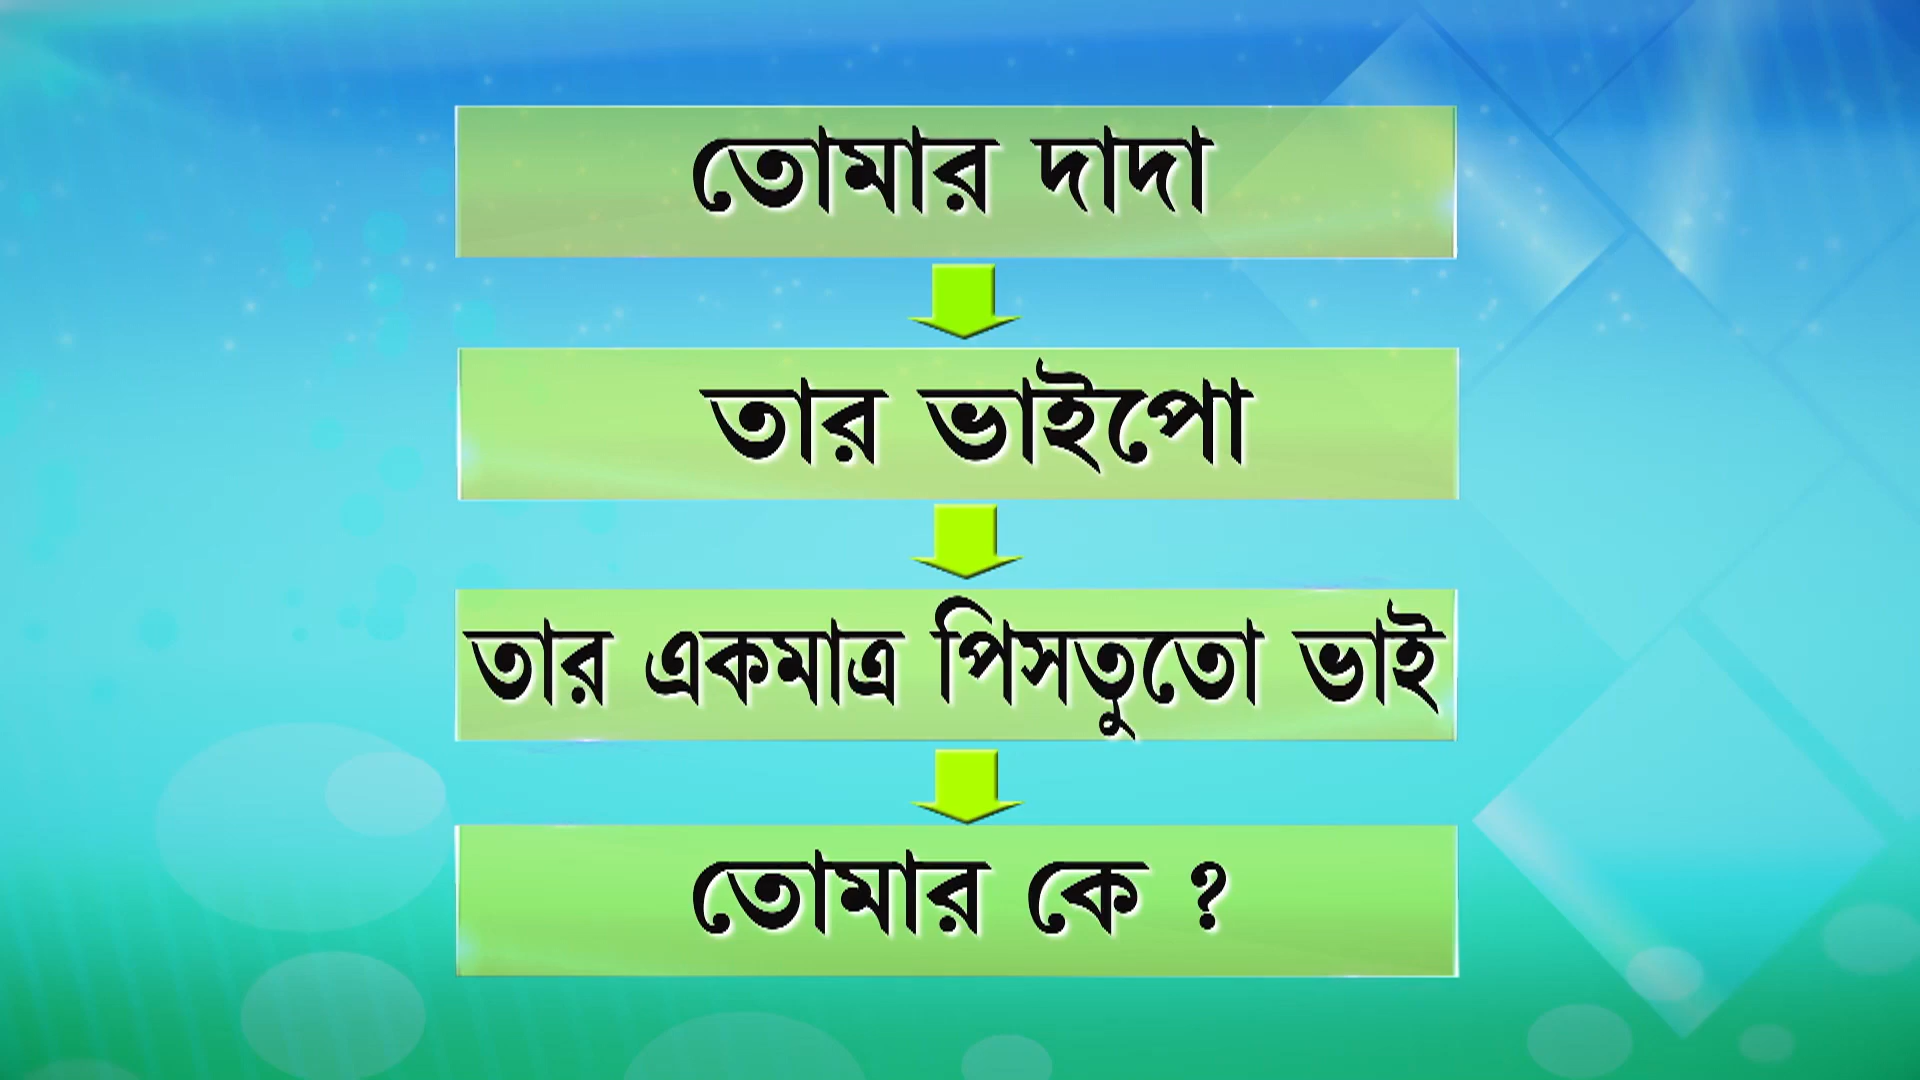 তোমার দাদা
তার ভাইপো
তার একমাত্র পিসতুতো ভাই
তোমার কে ?